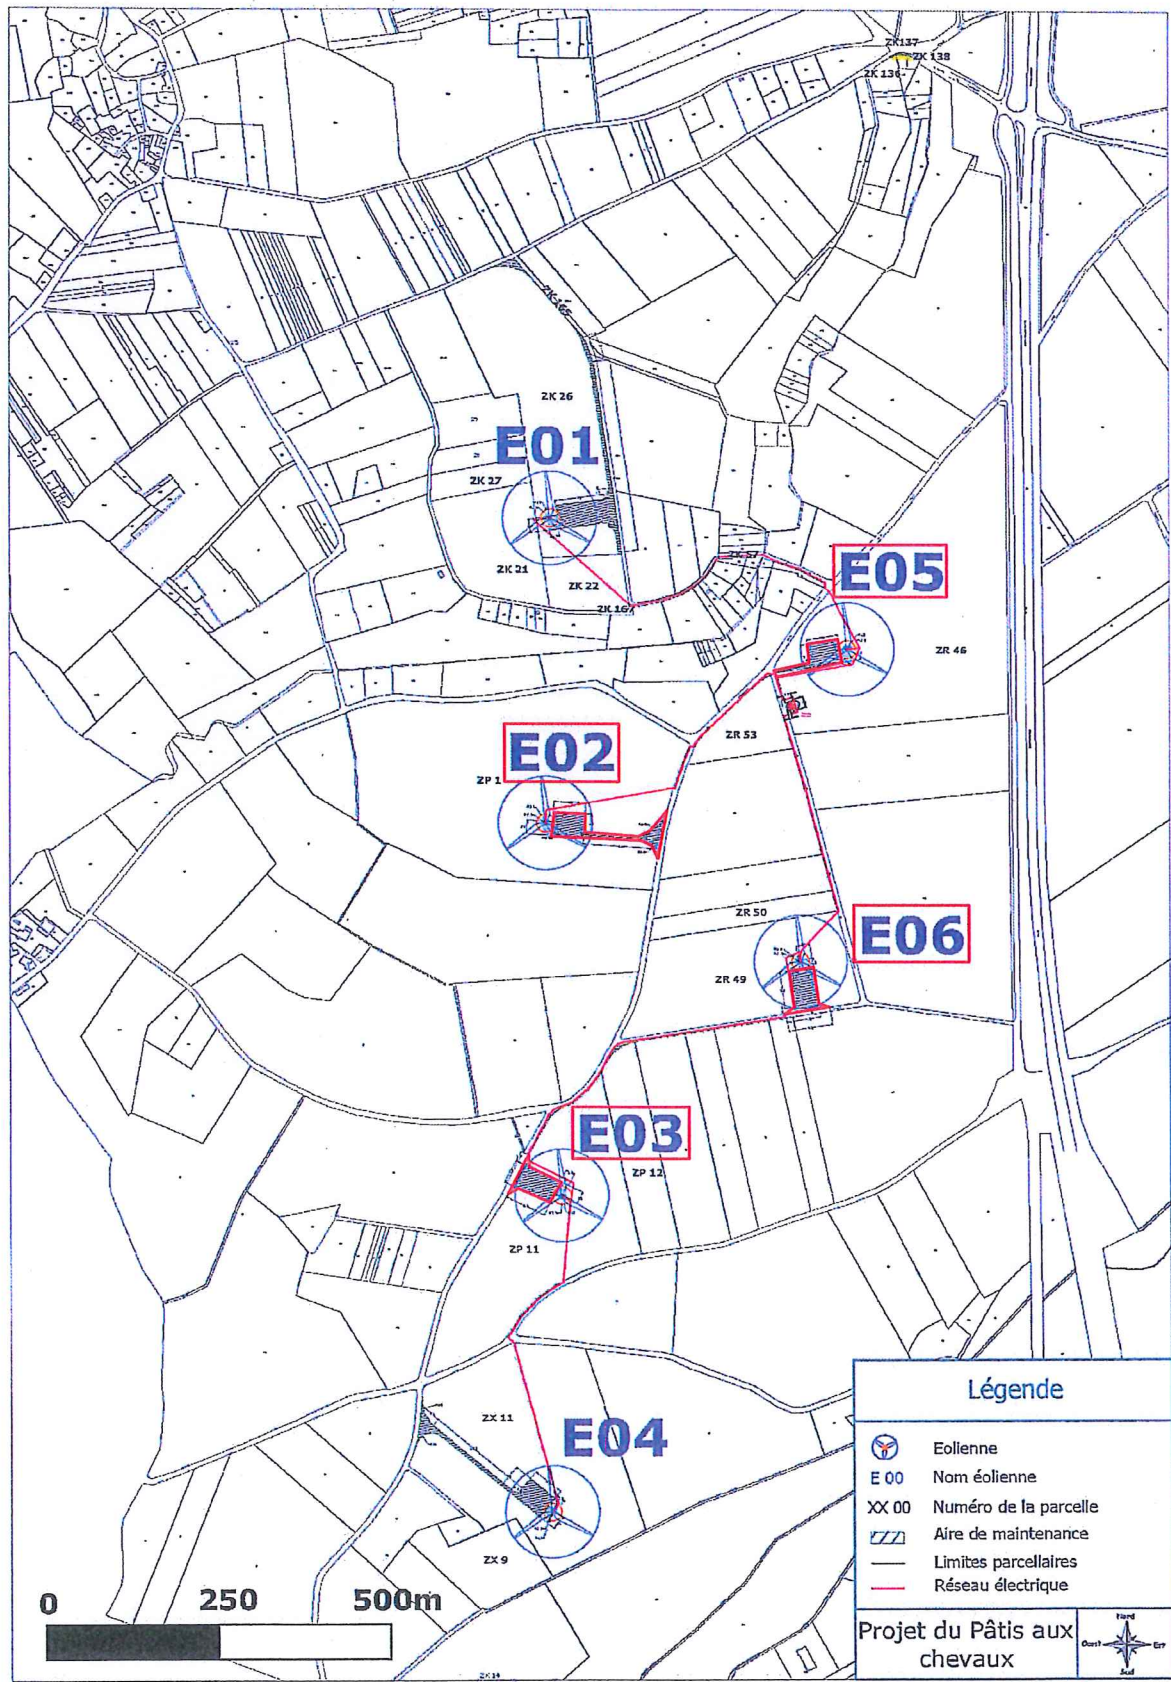 ZK137
ZK 138
ZK 136
ZK 26
E01
ZK 27
ZK 21
ZK 22
ZK 167
ZK 57
E05
ZR 46
E02
ZR 53
ZP 1
ZR 50
E06
ZR 49
E03
ZP 12
ZP 11
ZX 11
E04
ZX 9
0 250 500m
Légende
Eolienne
E 00 Nom éolienne
XX 00 Numéro de la parcelle
Aire de maintenance
Limites parcellaires
Réseau électrique
Projet du Pâtis aux
chevaux
Nord
Ouest
Est
Sud